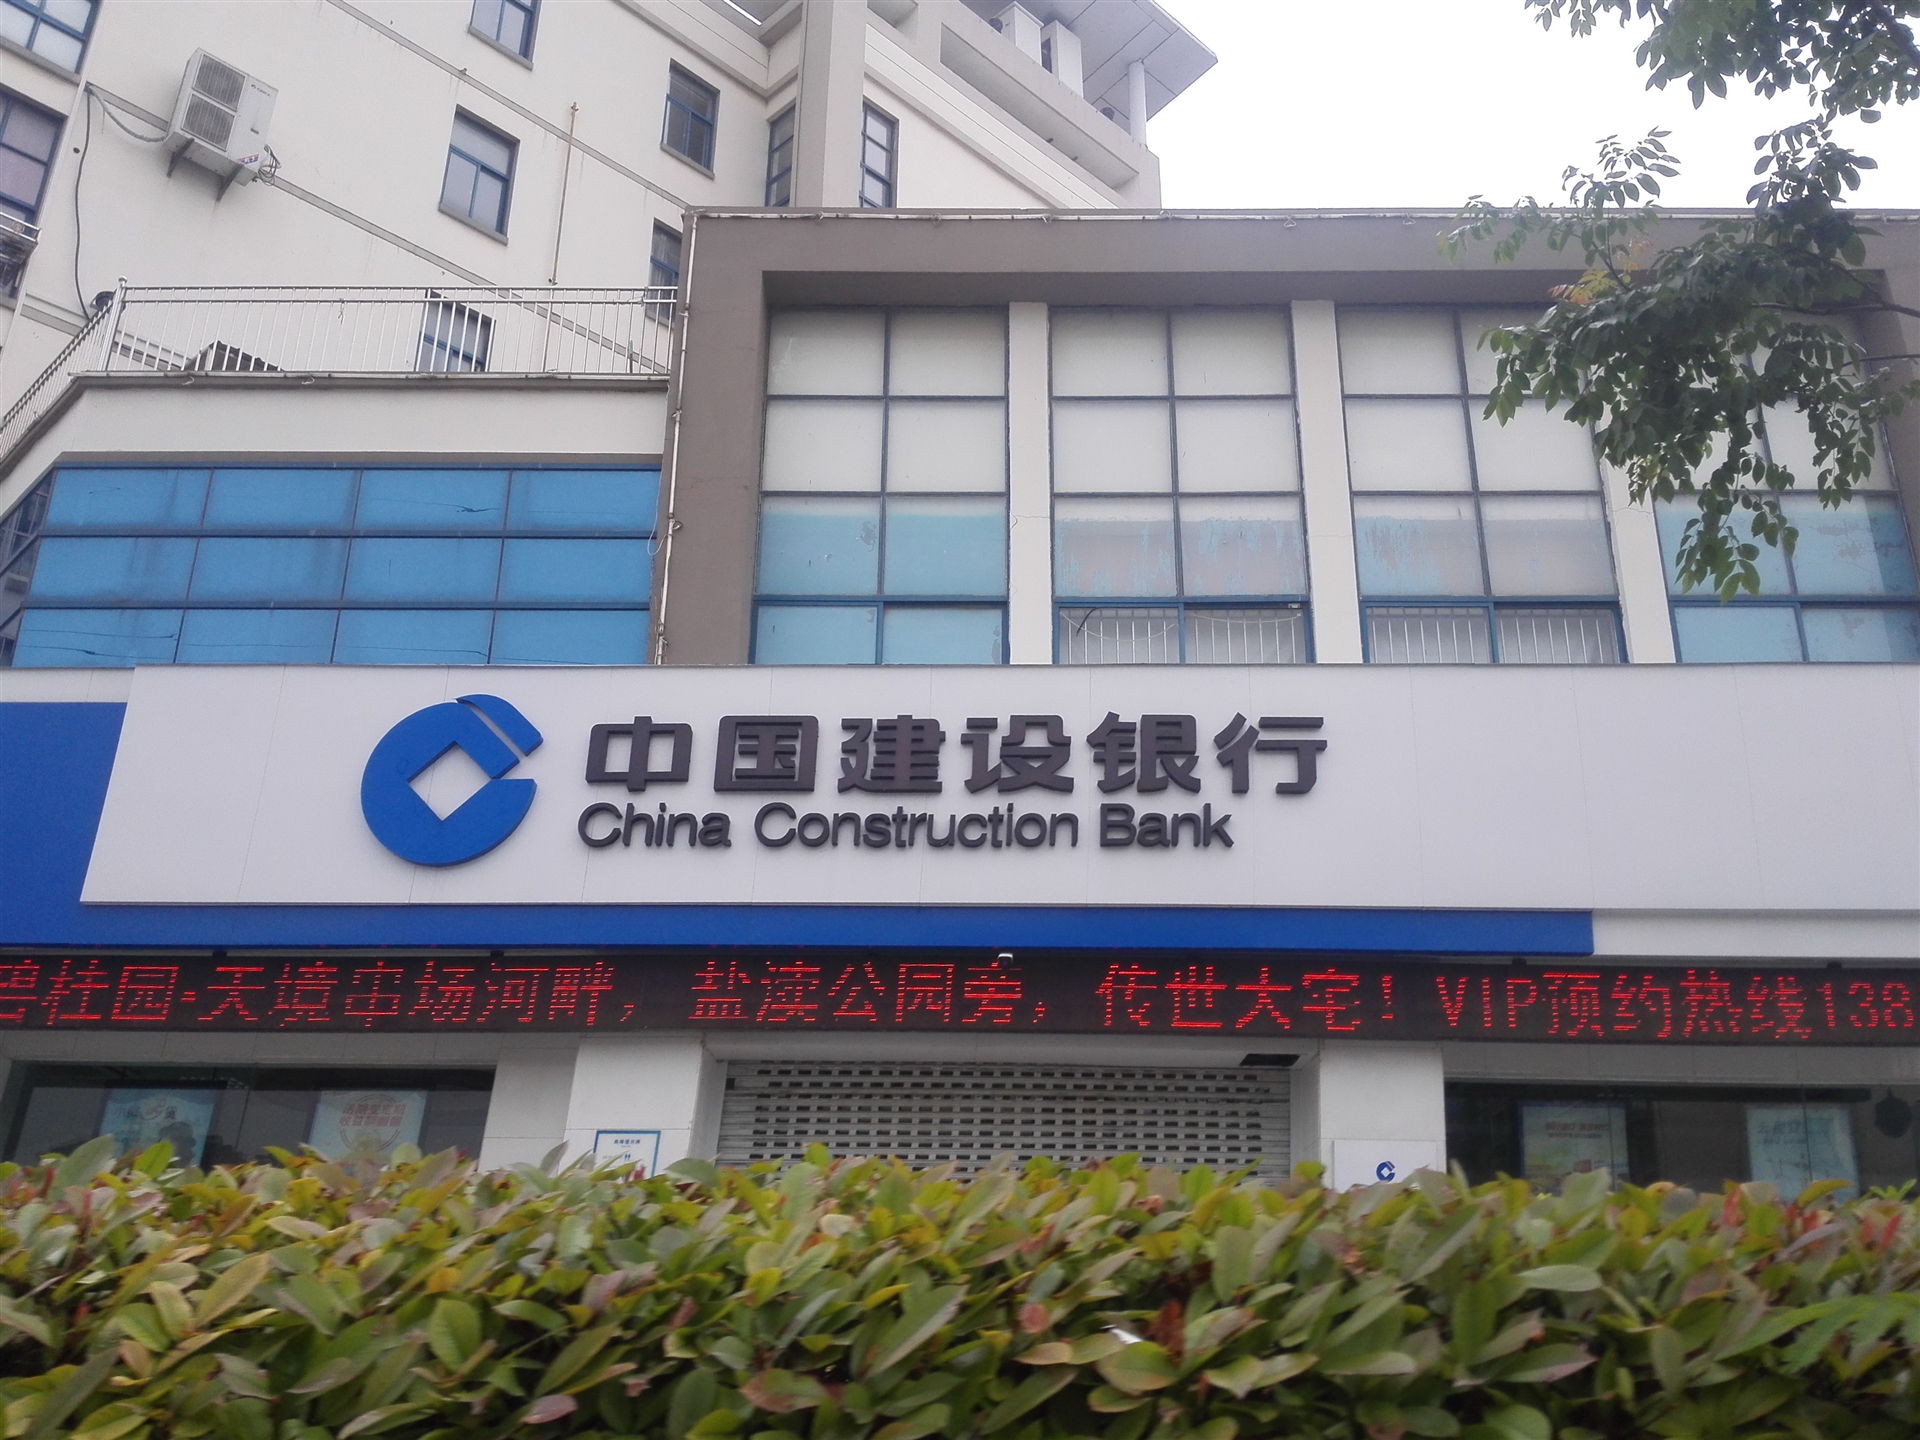 中国建设银行
China Construction Bank
碧桂园·天境串场河畔，盐渎公园旁，传世大宅！VIP预约热线138